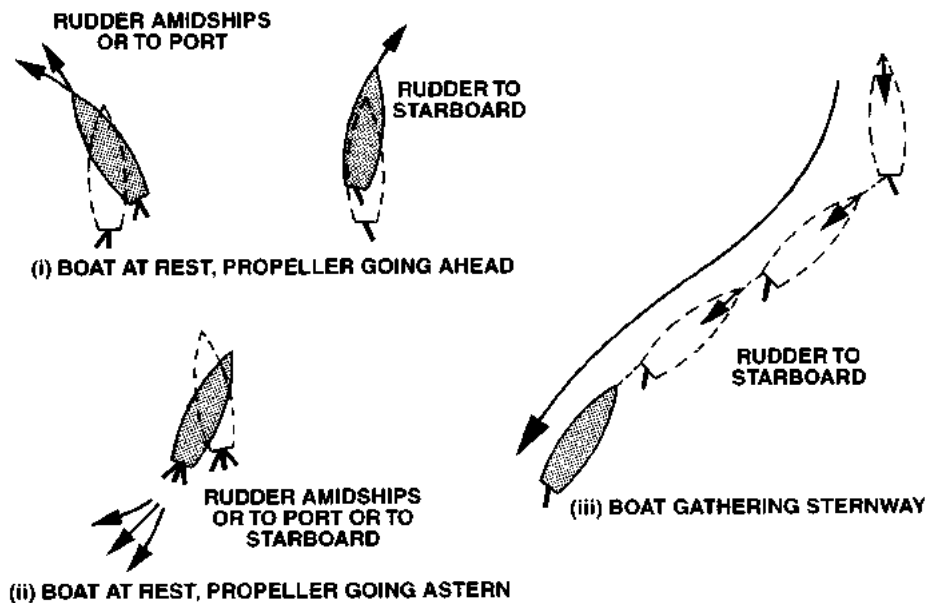 RUDDER AMIDSHIPS
OR TO PORT
RUDDER TO
STARBOARD
(i) BOAT AT REST, PROPELLER GOING AHEAD
RUDDER AMIDSHIPS
OR TO PORT OR TO
STARBOARD
(ii) BOAT AT REST, PROPELLER GOING ASTERN
RUDDER TO
STARBOARD
(iii) BOAT GATHERING STERNWAY